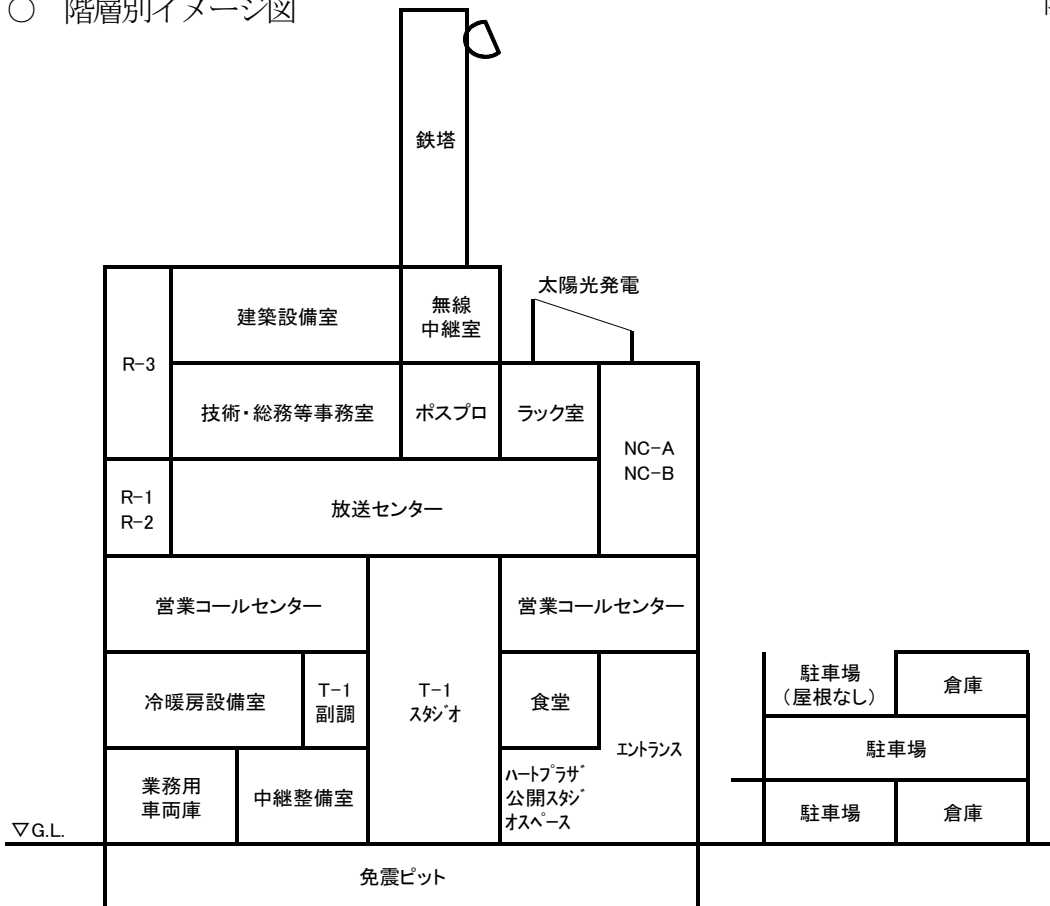 ○ 階層別イメージ図
鉄塔
太陽光発電
建築設備室
無線
中継室
R-3
技術・総務等事務室
ポスプロ
ラック室
NC-A
NC-B
R-1
R-2
放送センター
営業コールセンター
営業コールセンター
冷暖房設備室
T-1
副調
T-1
ｽﾀｼﾞｵ
食堂
ｴﾝﾄﾗﾝｽ
業務用
車両庫
中継整備室
ﾊｰﾄﾌﾟﾗｻﾞ
公開ｽﾀｼﾞ
ｵｽﾍﾟｰｽ
駐車場
（屋根なし）
倉庫
駐車場
駐車場
倉庫
▽G.L.
免震ピット